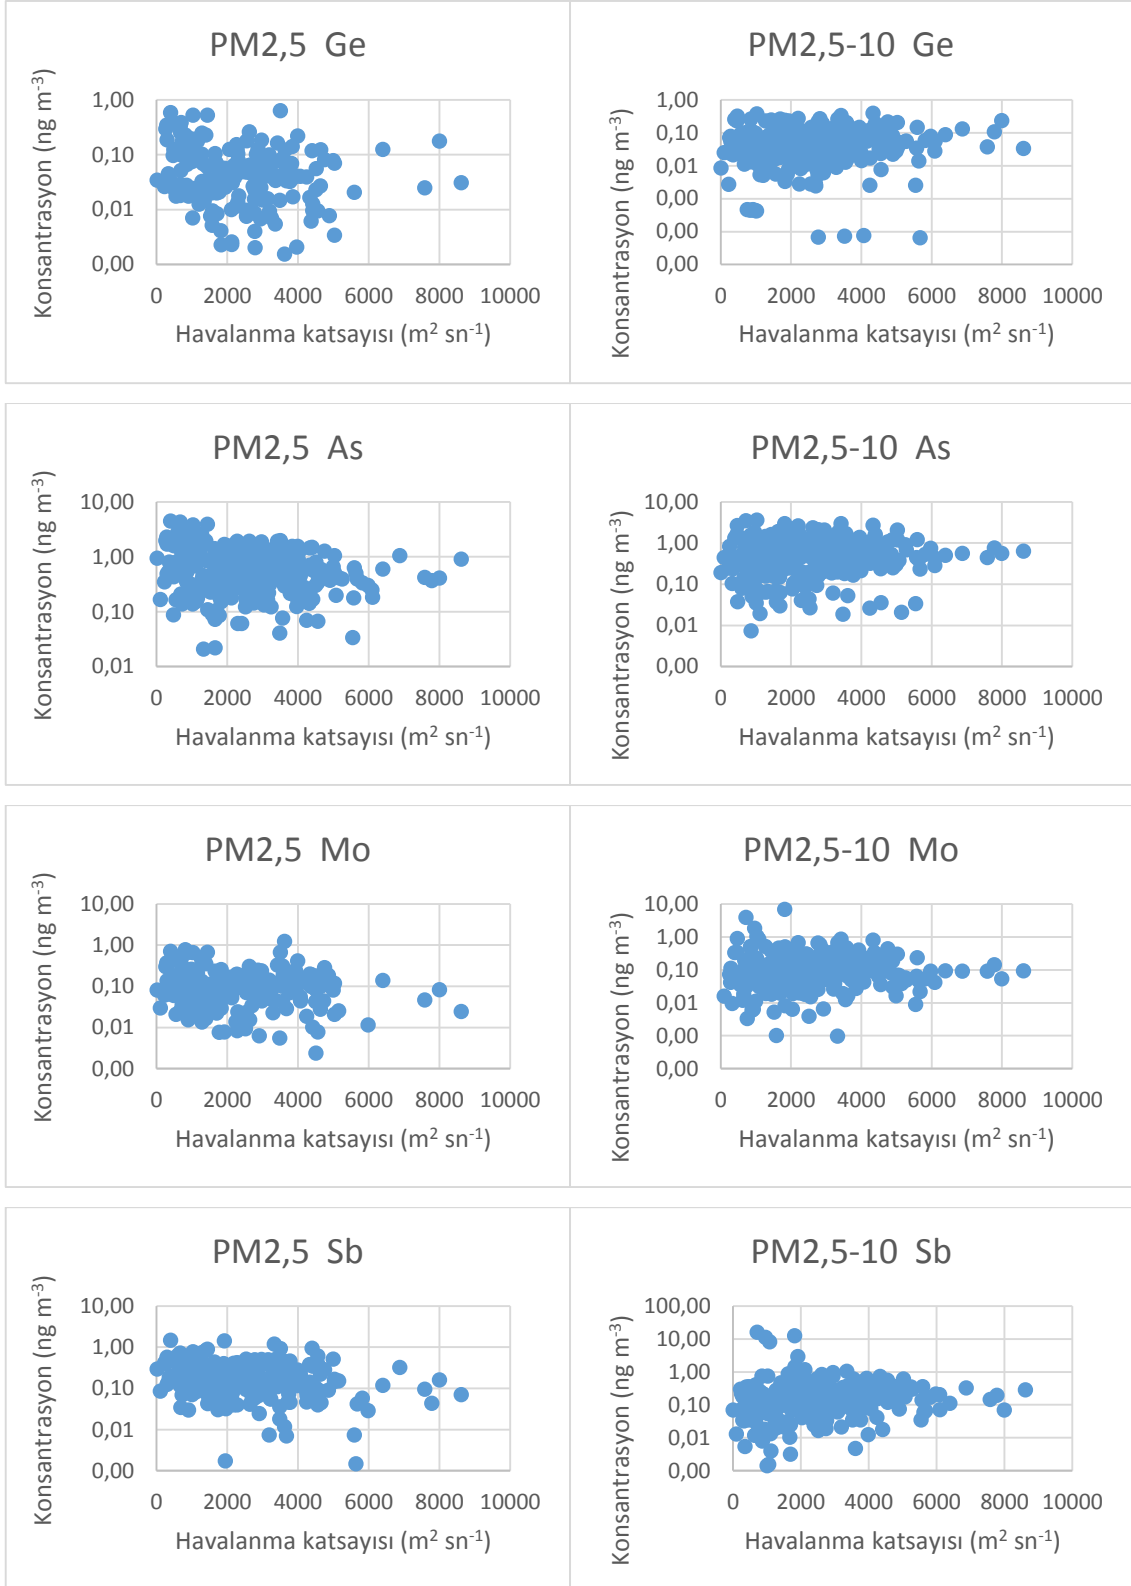 PM2,5 Ge
Konsantrasyon (ng m-3)
1,00
0,10
0,01
0,00
0 2000 4000 6000 8000 10000
Havalanma katsayısı (m2 sn-1)
PM2,5-10 Ge
Konsantrasyon (ng m-3)
1,00
0,10
0,01
0,00
0,00
0,00
0 2000 4000 6000 8000 10000
Havalanma katsayısı (m2 sn-1)
PM2,5 As
Konsantrasyon (ng m-3)
10,00
1,00
0,10
0,01
0 2000 4000 6000 8000 10000
Havalanma katsayısı (m2 sn-1)
PM2,5-10 As
Konsantrasyon (ng m-3)
10,00
1,00
0,10
0,01
0,00
0 2000 4000 6000 8000 10000
Havalanma katsayısı (m2 sn-1)
PM2,5 Mo
Konsantrasyon (ng m-3)
10,00
1,00
0,10
0,01
0,00
0 2000 4000 6000 8000 10000
Havalanma katsayısı (m2 sn-1)
PM2,5-10 Mo
Konsantrasyon (ng m-3)
10,00
1,00
0,10
0,01
0,00
0,00
0 2000 4000 6000 8000 10000
Havalanma katsayısı (m2 sn-1)
PM2,5 Sb
Konsantrasyon (ng m-3)
10,00
1,00
0,10
0,01
0,00
0 2000 4000 6000 8000 10000
Havalanma katsayısı (m2 sn-1)
PM2,5-10 Sb
Konsantrasyon (ng m-3)
100,00
10,00
1,00
0,10
0,01
0,00
0 2000 4000 6000 8000 10000
Havalanma katsayısı (m2 sn-1)